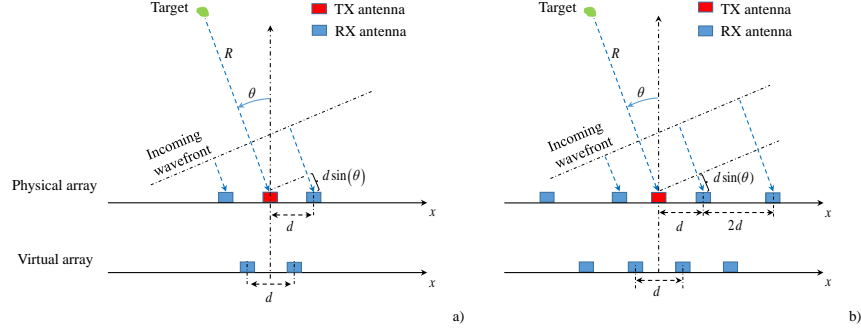 Target
TX antenna
RX antenna
R
θ
Incoming
wavefront
d sin(θ)
Physical array
x
d
Virtual array
x
d
a)
Target
TX antenna
RX antenna
R
θ
Incoming
wavefront
d sin(θ)
x
d
2d
x
d
b)